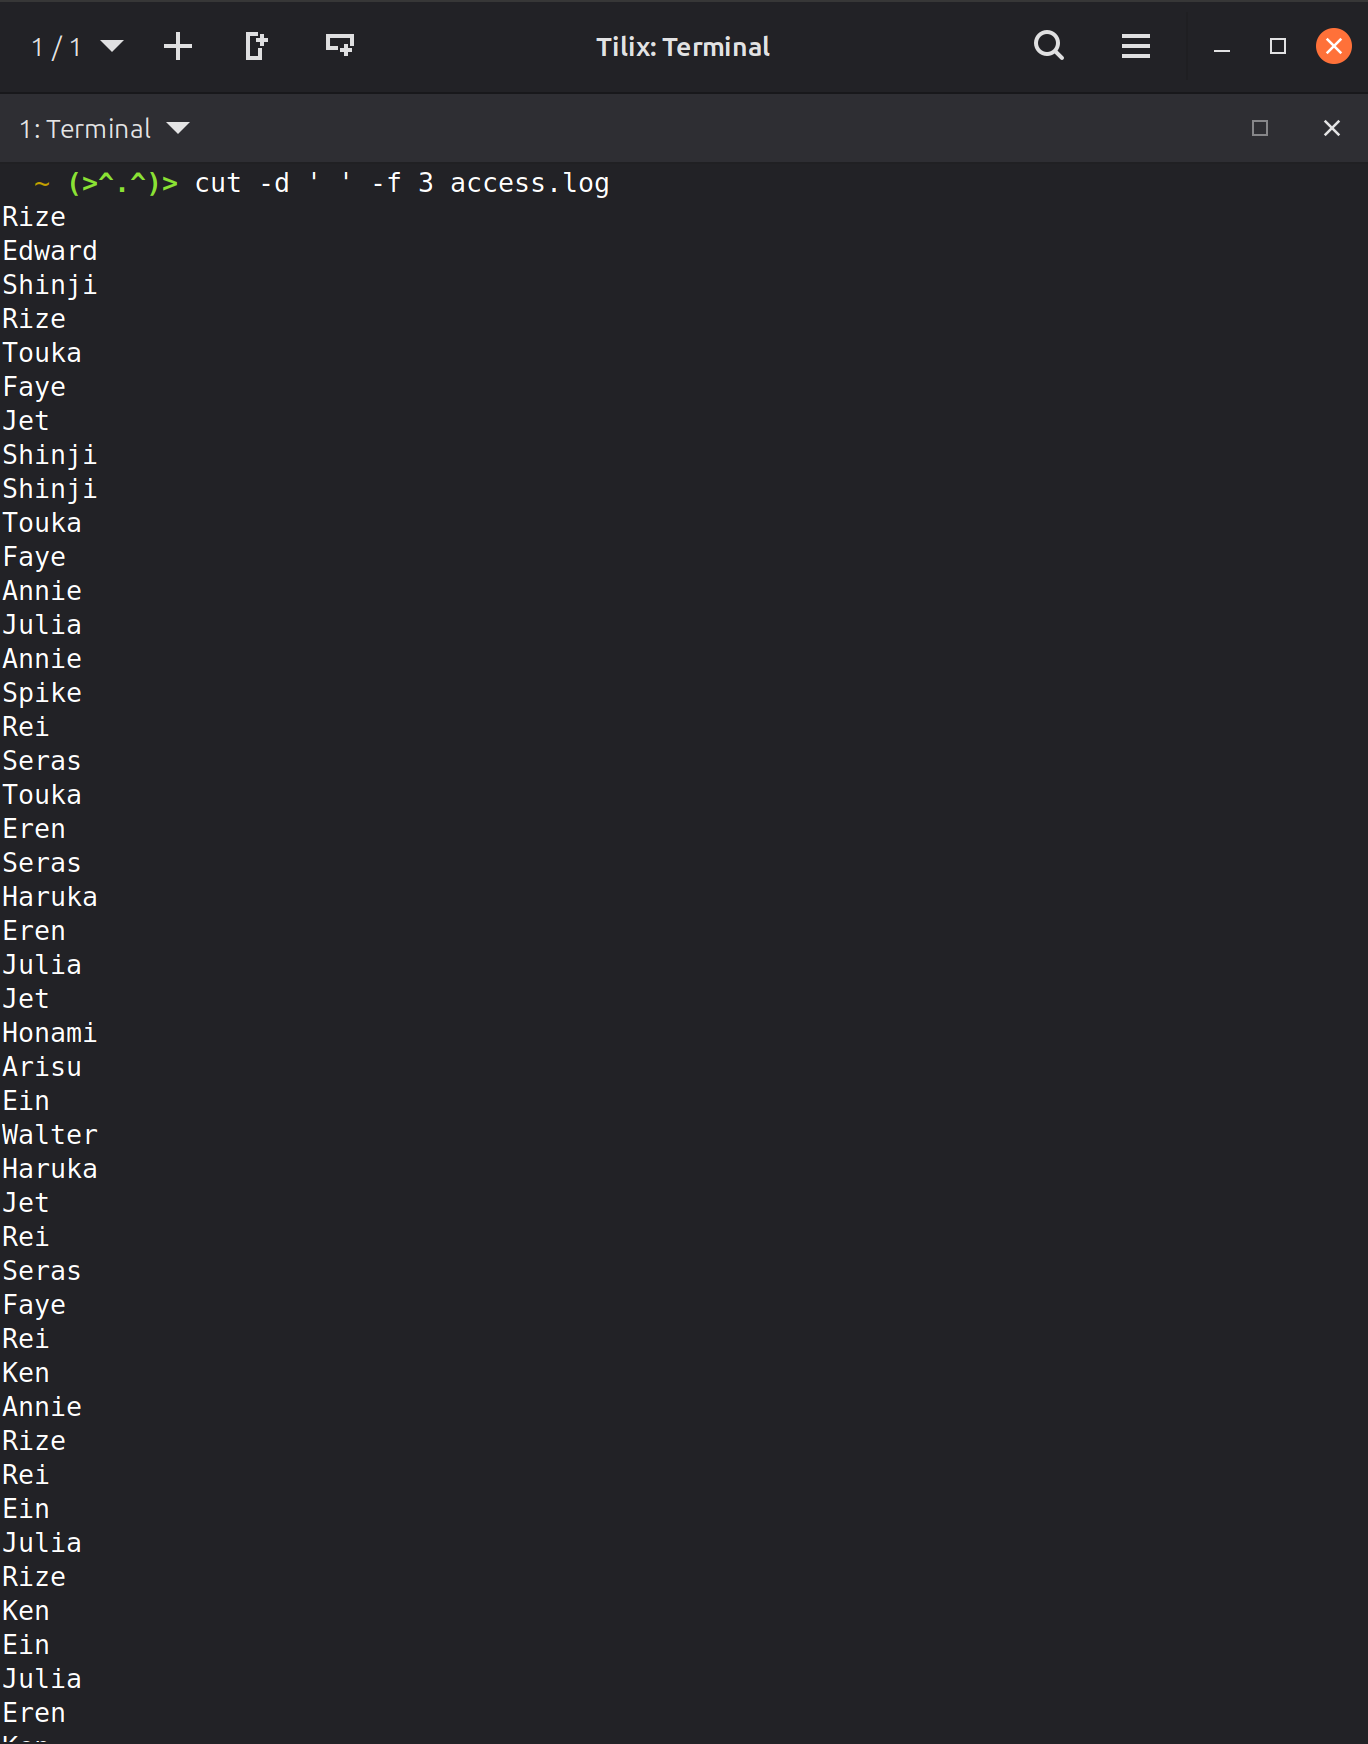 1 / 1 Tilix: Terminal
1: Terminal
~ (>^.^)> cut -d ' ' -f 3 access.log
Rize
Edward
Shinji
Rize
Touka
Faye
Jet
Shinji
Shinji
Touka
Faye
Annie
Julia
Annie
Spike
Rei
Seras
Touka
Eren
Seras
Haruka
Eren
Julia
Jet
Honami
Arisu
Ein
Walter
Haruka
Jet
Rei
Seras
Faye
Rei
Ken
Annie
Rize
Rei
Ein
Julia
Rize
Ken
Ein
Julia
Eren